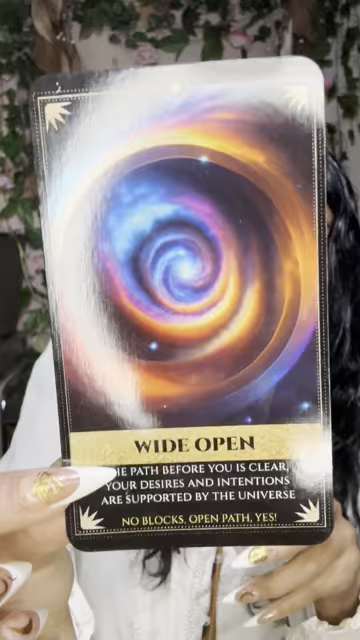 WIDE OPEN
THE PATH BEFORE YOU IS CLEAR,
YOUR DESIRES AND INTENTIONS
ARE SUPPORTED BY THE UNIVERSE
NO BLOCKS, OPEN PATH, YES!